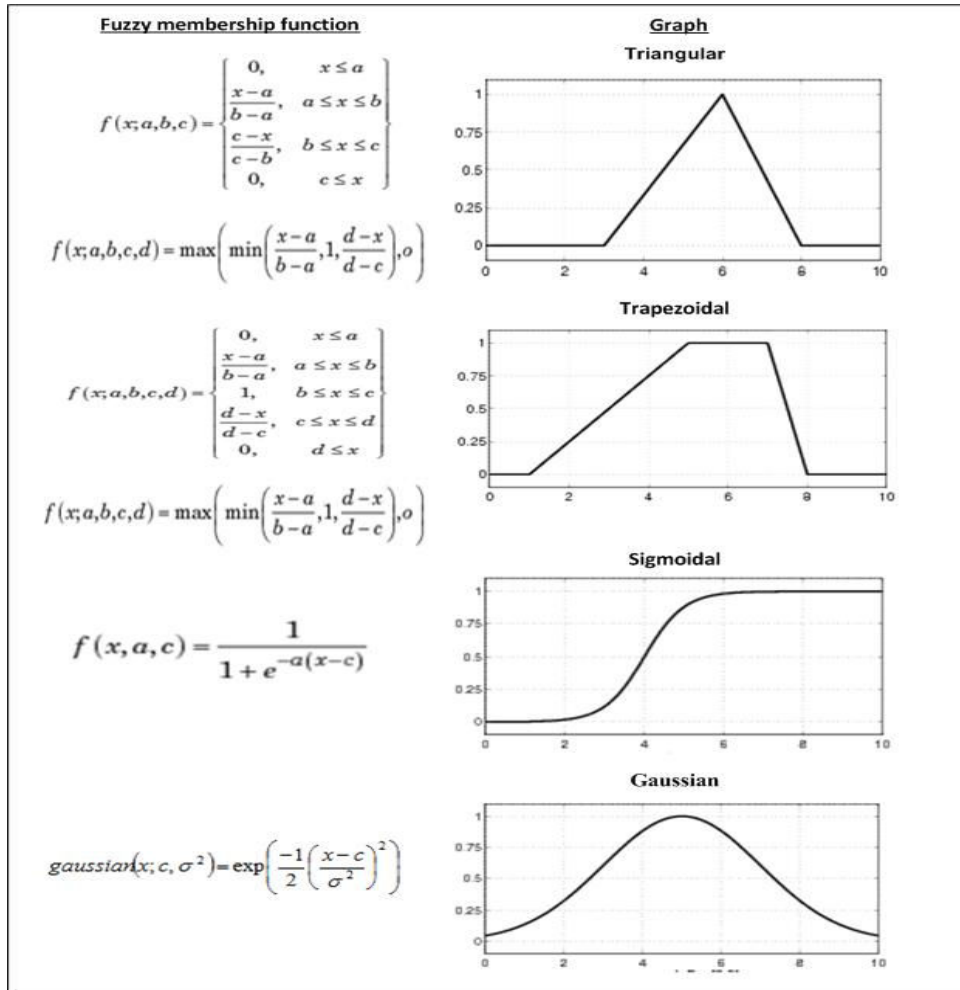 Fuzzy membership function
f(x;a,b,c) = { 0, x ≤ a
x−a / b−a, a ≤ x ≤ b
c−x / c−b, b ≤ x ≤ c
0, c ≤ x }
f(x;a,b,c,d) = max( min( x−a / b−a, 1, d−x / d−c ), o )
f(x;a,b,c,d) = { 0, x ≤ a
x−a / b−a, a ≤ x ≤ b
1, b ≤ x ≤ c
d−x / d−c, c ≤ x ≤ d
0, d ≤ x }
f(x;a,b,c,d) = max( min( x−a / b−a, 1, d−x / d−c ), o )
f(x,a,c) = 1 / 1 + e^−a(x−c)
gaussian(x; c, σ²) = exp( −1 / 2 ( x−c / σ² )² )
Graph
Triangular
1
0.75
0.5
0.25
0
0 2 4 6 8 10
Trapezoidal
1
0.75
0.5
0.25
0
0 2 4 6 8 10
Sigmoidal
1
0.75
0.5
0.25
0
0 2 4 6 8 10
Gaussian
1
0.75
0.5
0.25
0
0 2 4 6 8 10